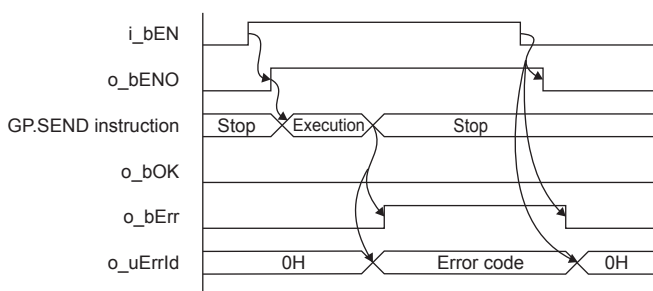 i_bEN
o_bENO
GP.SEND instruction Stop Execution Stop
o_bOK
o_bErr
o_uErrId 0H Error code 0H